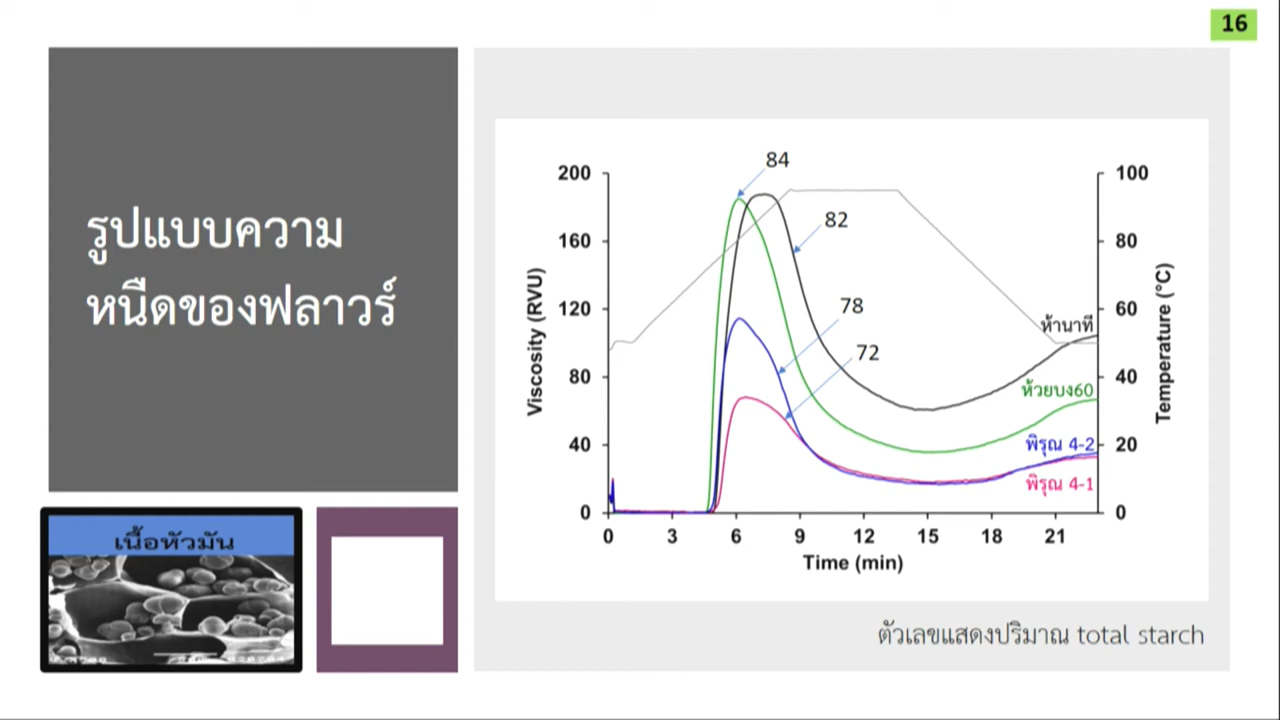 16
รูปแบบความ
หนืดของฟลาวร์
เนื้อหัวมัน
84
82
78
72
200
160
120
80
40
0
Viscosity (RVU)
100
80
60
40
20
0
Temperature (°C)
ห้านาที
ห้วยบง60
พิรุณ 4-2
พิรุณ 4-1
0 3 6 9 12 15 18 21
Time (min)
ตัวเลขแสดงปริมาณ total starch